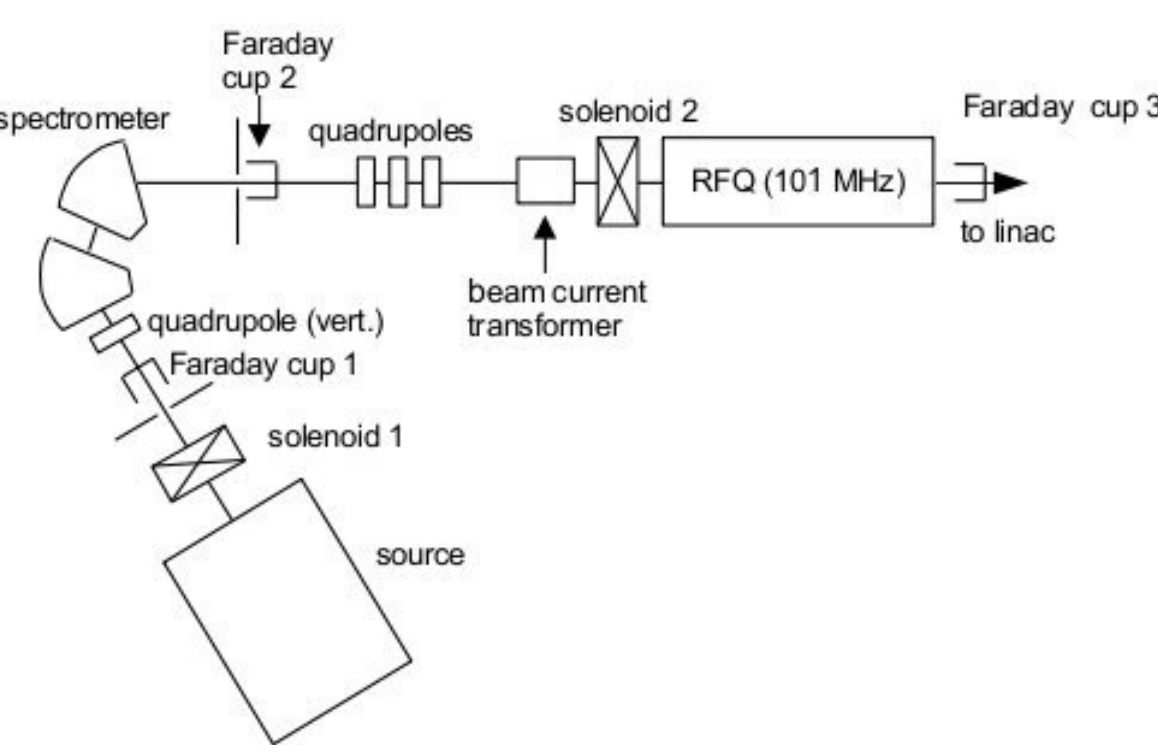 Faraday
cup 2
spectrometer
quadrupoles
solenoid 2
Faraday cup 3
RFQ (101 MHz)
to linac
beam current
transformer
quadrupole (vert.)
Faraday cup 1
solenoid 1
source